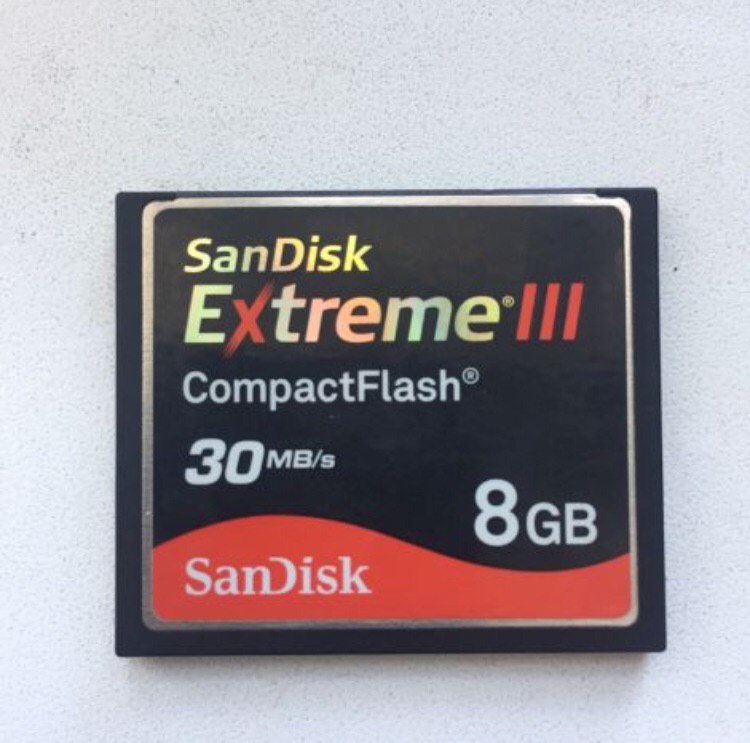 SanDisk
Extreme® III
CompactFlash®
30MB/s
8GB
SanDisk